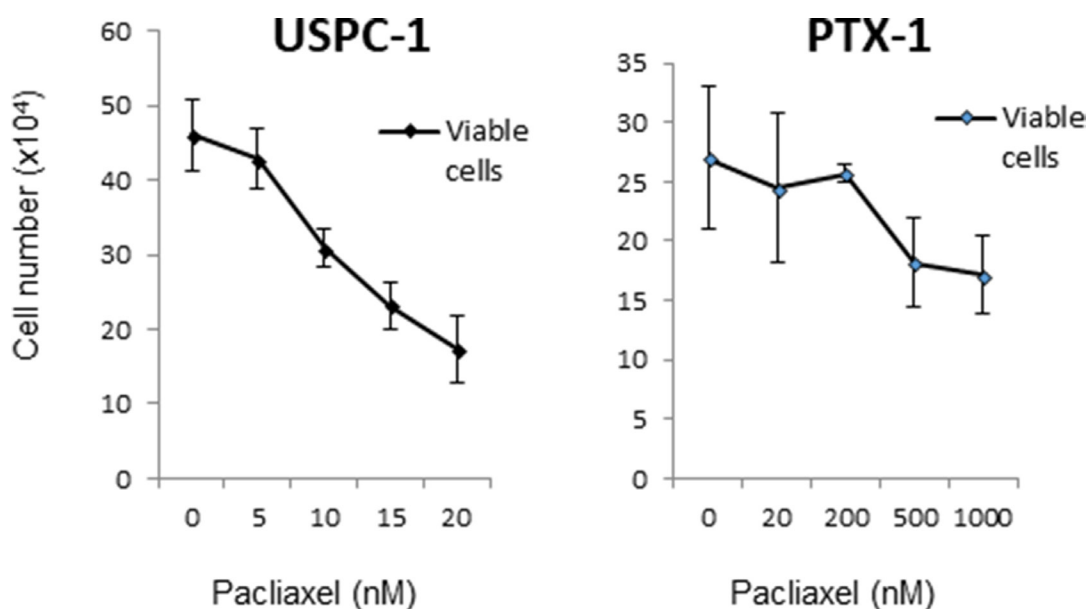 USPC-1
Cell number (x10⁴)
60
50
40
30
20
10
0
0 5 10 15 20
Viable
cells
Pacliaxel (nM)
PTX-1
35
30
25
20
15
10
5
0
0 20 200 500 1000
Viable
cells
Pacliaxel (nM)